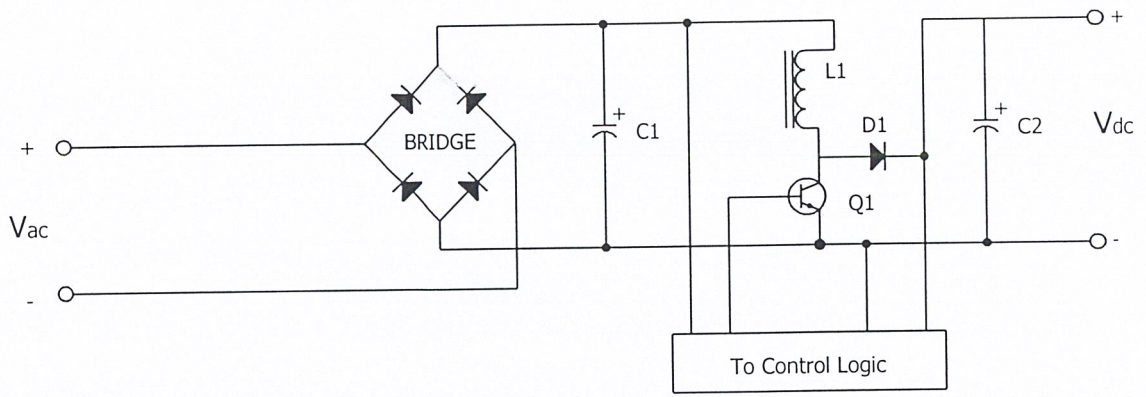 +
Vac
-
BRIDGE
+
C1
L1
D1
Q1
+
C2
+
Vdc
-
To Control Logic